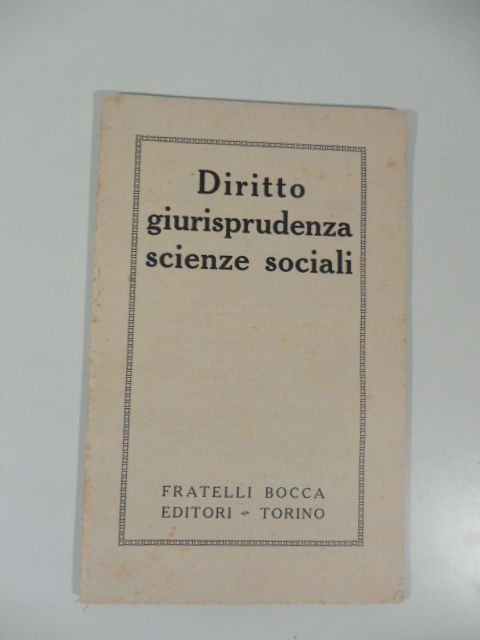 Diritto
giurisprudenza
scienze sociali
FRATELLI BOCCA
EDITORI - TORINO